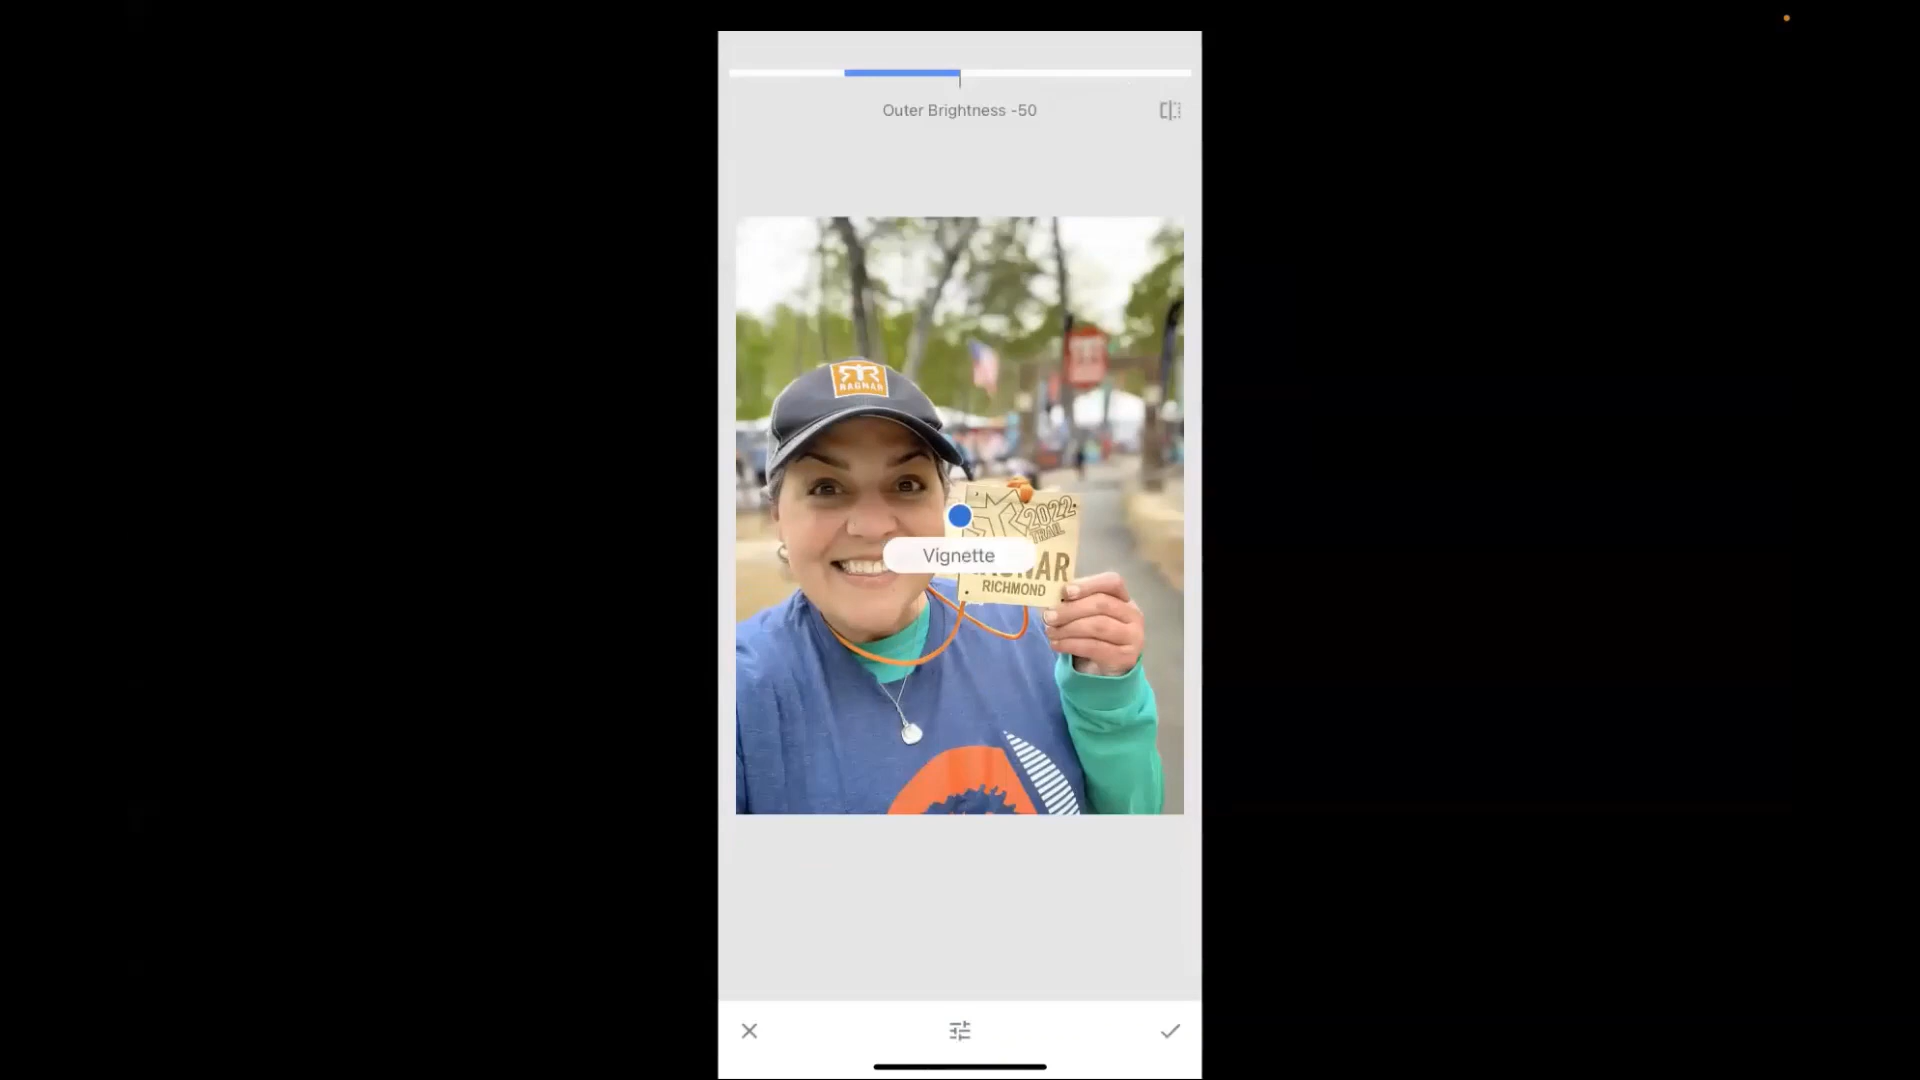 Outer Brightness -50
RAGNAR
2022
TRAIL
Vignette
RICHMOND